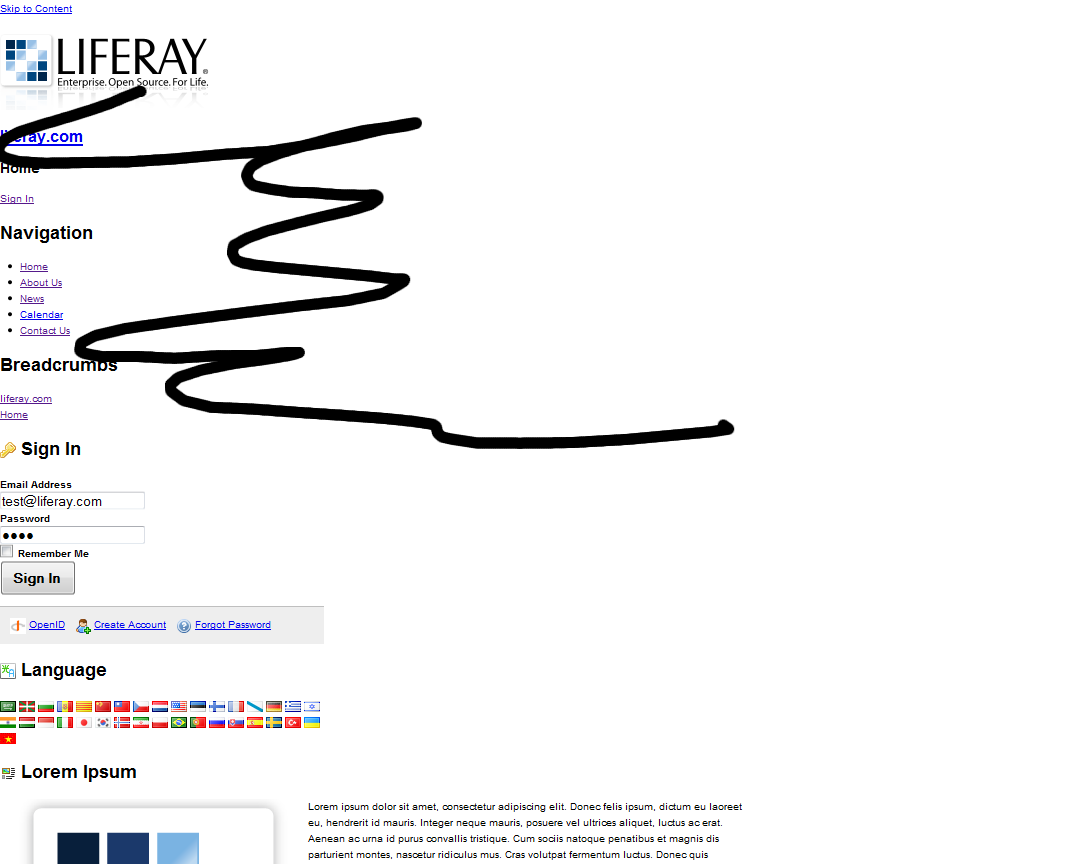 Skip to Content
LIFERAY®
Enterprise. Open Source. For Life.
liferay.com
Home
Sign In
Navigation
Home
About Us
News
Calendar
Contact Us
Breadcrumbs
liferay.com
Home
Sign In
Email Address
test@liferay.com
Password
Remember Me
Sign In
OpenID Create Account Forgot Password
Language
Lorem Ipsum
Lorem ipsum dolor sit amet, consectetur adipiscing elit. Donec felis ipsum, dictum eu laoreet
eu, hendrerit id mauris. Integer neque mauris, posuere vel ultrices aliquet, luctus ac erat.
Aenean ac urna id purus convallis tristique. Cum sociis natoque penatibus et magnis dis
parturient montes, nascetur ridiculus mus. Cras volutpat fermentum luctus. Donec quis